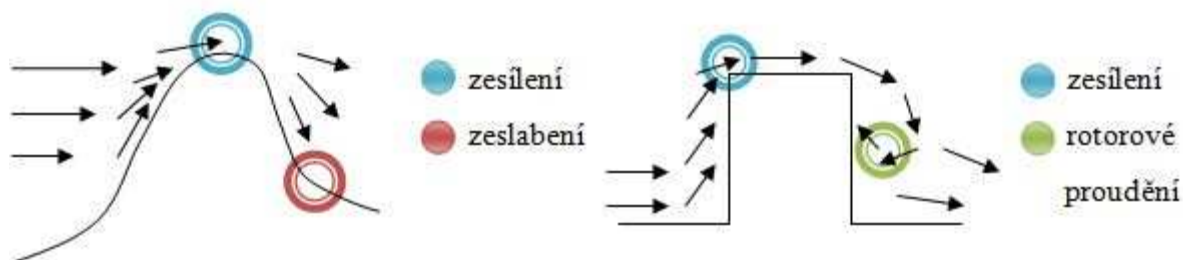 zesílení
zeslabení
zesílení
rotorové
proudění